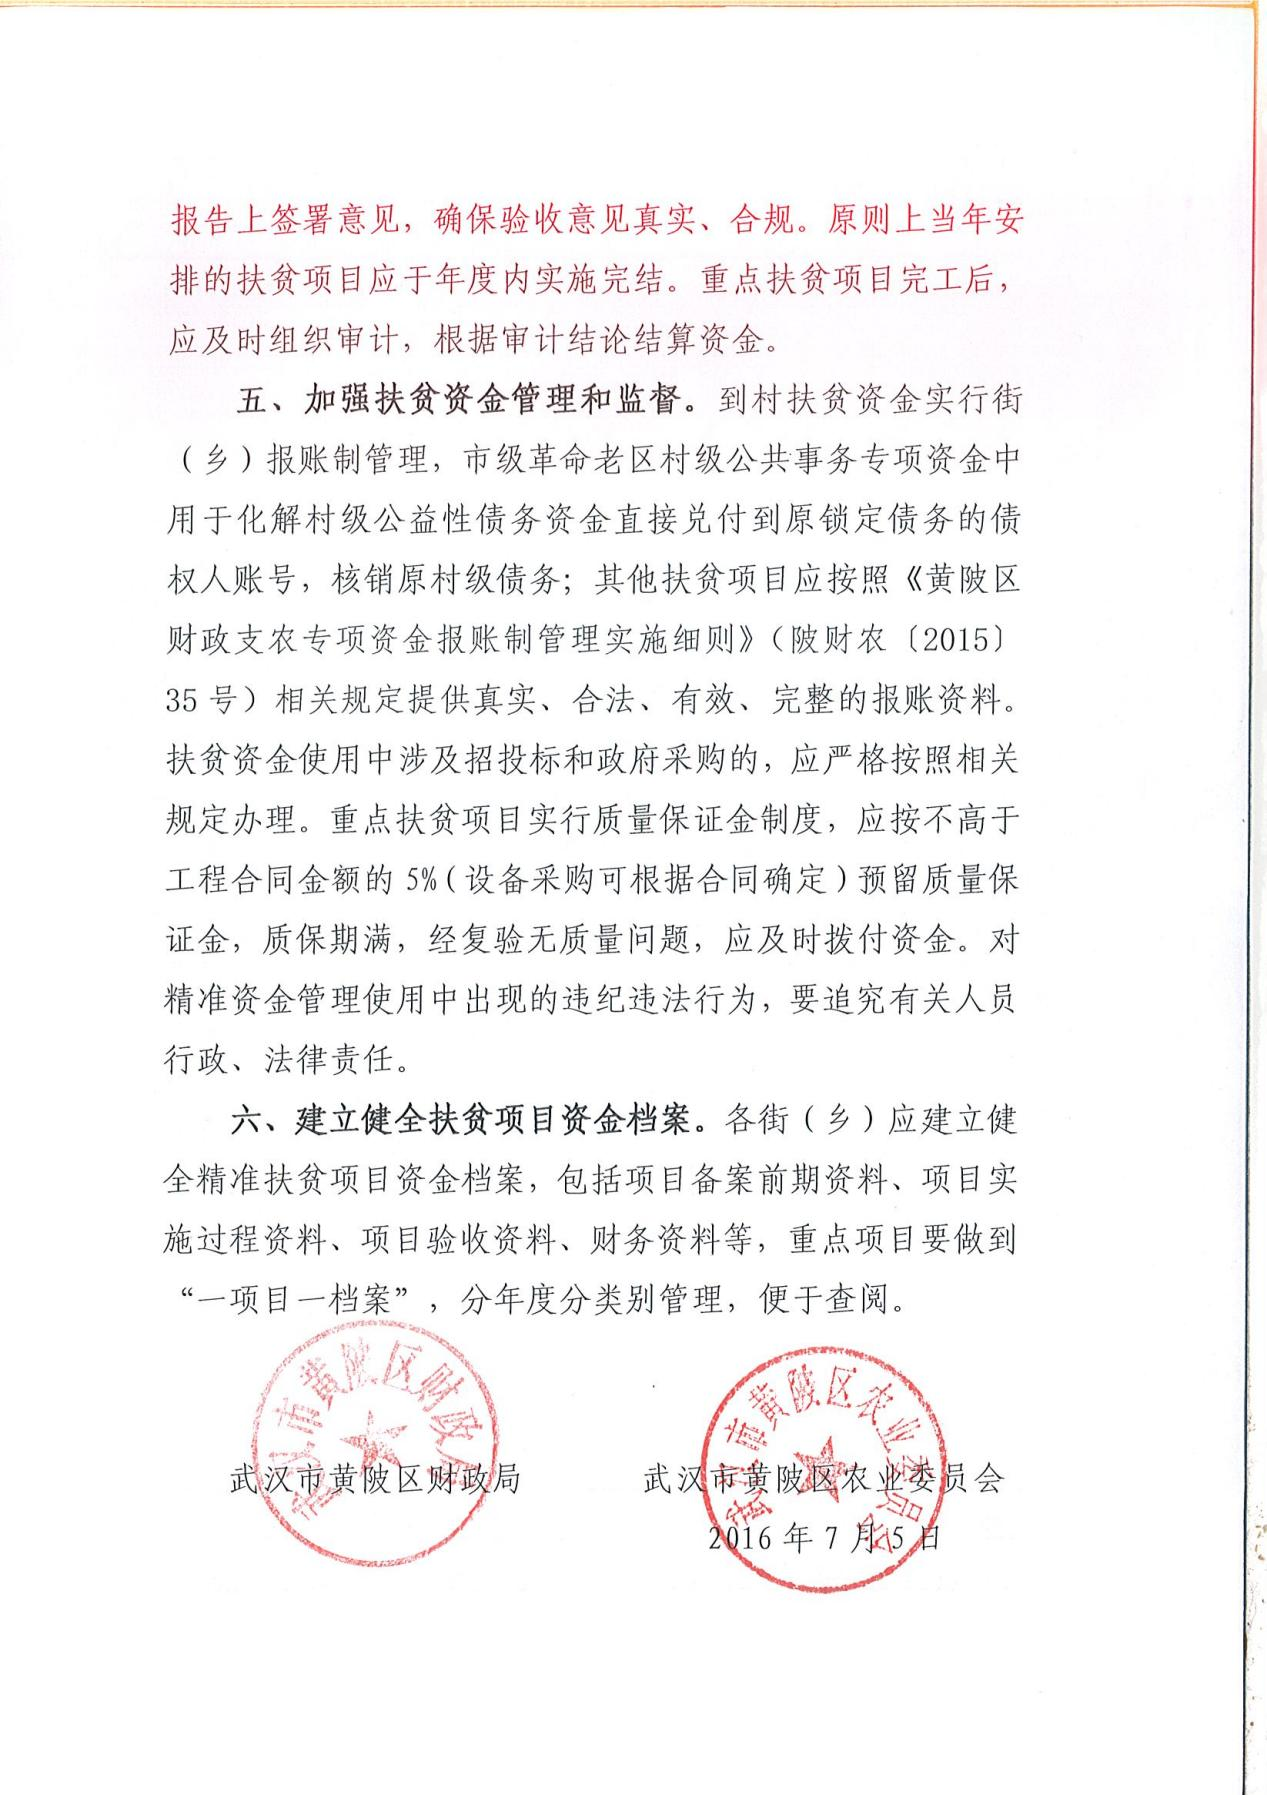 报告上签署意见，确保验收意见真实、合规。原则上当年安
排的扶贫项目应于年度内实施完结。重点扶贫项目完工后，
应及时组织审计，根据审计结论结算资金。
五、加强扶贫资金管理和监督。到村扶贫资金实行街
（乡）报账制管理，市级革命老区村级公共事务专项资金中
用于化解村级公益性债务资金直接兑付到原锁定债务的债
权人账号，核销原村级债务；其他扶贫项目应按照《黄陂区
财政支农专项资金报账制管理实施细则》（陂财农〔2015〕
35号）相关规定提供真实、合法、有效、完整的报账资料。
扶贫资金使用中涉及招投标和政府采购的，应严格按照相关
规定办理。重点扶贫项目实行质量保证金制度，应按不高于
工程合同金额的5%（设备采购可根据合同确定）预留质量保
证金，质保期满，经复验无质量问题，应及时拨付资金。对
精准资金管理使用中出现的违纪违法行为，要追究有关人员
行政、法律责任。
六、建立健全扶贫项目资金档案。各街（乡）应建立健
全精准扶贫项目资金档案，包括项目备案前期资料、项目实
施过程资料、项目验收资料、财务资料等，重点项目要做到
“一项目一档案”，分年度分类别管理，便于查阅。
武汉市黄陂区财政局
武汉市黄陂区农业委员会
武汉市黄陂区财政局 武汉市黄陂区农业委员会
2016年7月5日